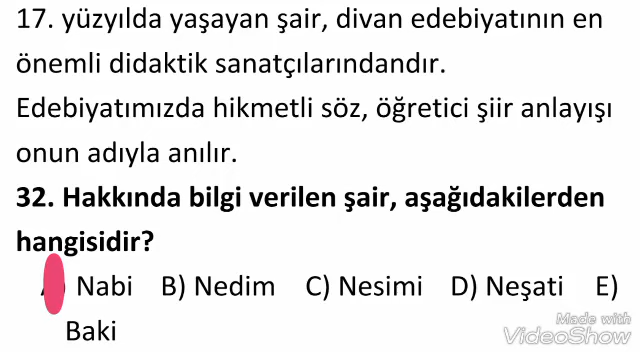 17. yüzyılda yaşayan şair, divan edebiyatının en
önemli didaktik sanatçılarındandır.
Edebiyatımızda hikmetli söz, öğretici şiir anlayışı
onun adıyla anılır.
32. Hakkında bilgi verilen şair, aşağıdakilerden
hangisidir?
A) Nabi B) Nedim C) Nesimi D) Neşati E)
Baki
Made with
VideoShow